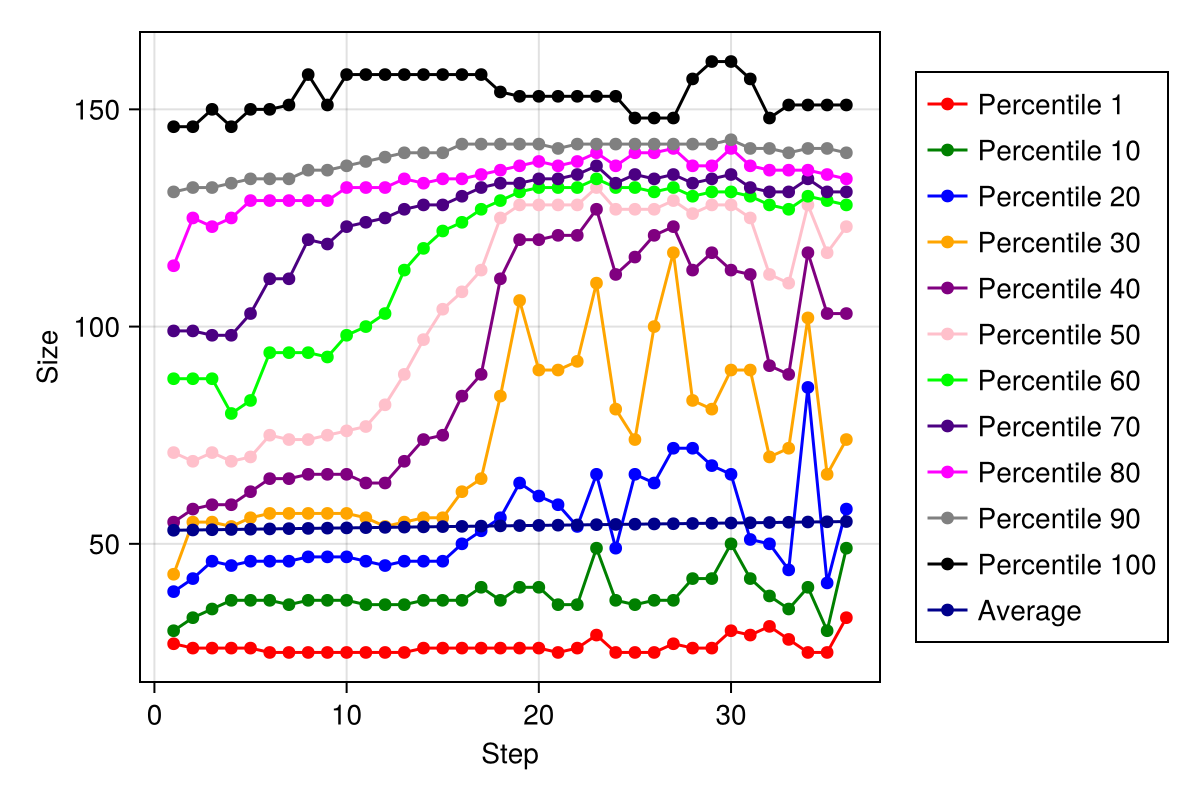 150
100
50
0
10
20
30
Size
Step
Percentile 1
Percentile 10
Percentile 20
Percentile 30
Percentile 40
Percentile 50
Percentile 60
Percentile 70
Percentile 80
Percentile 90
Percentile 100
Average